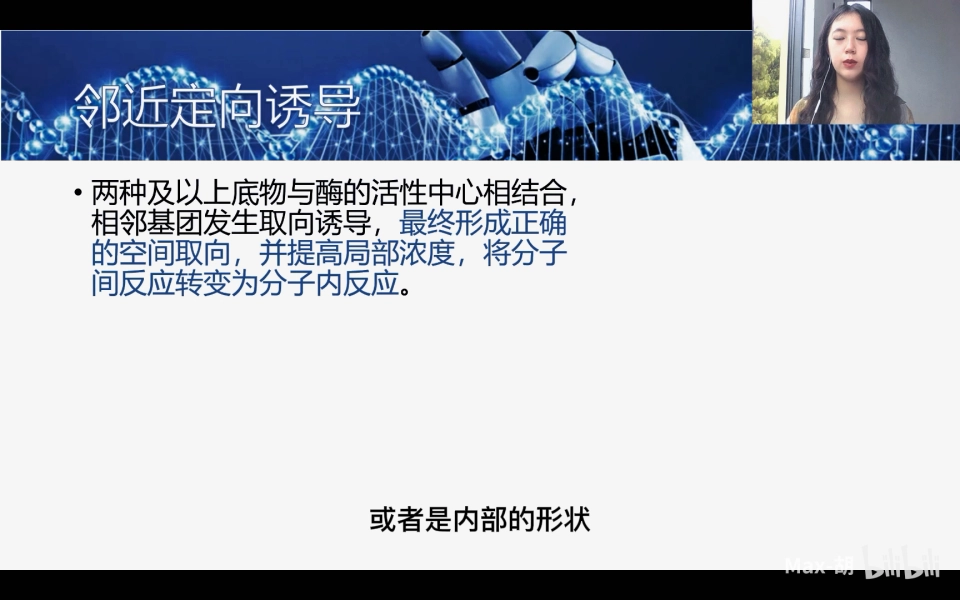 邻近定向诱导
• 两种及以上底物与酶的活性中心相结合，
相邻基团发生取向诱导，最终形成正确
的空间取向，并提高局部浓度，将分子
间反应转变为分子内反应。
或者是内部的形状
Max-胡 bilibili